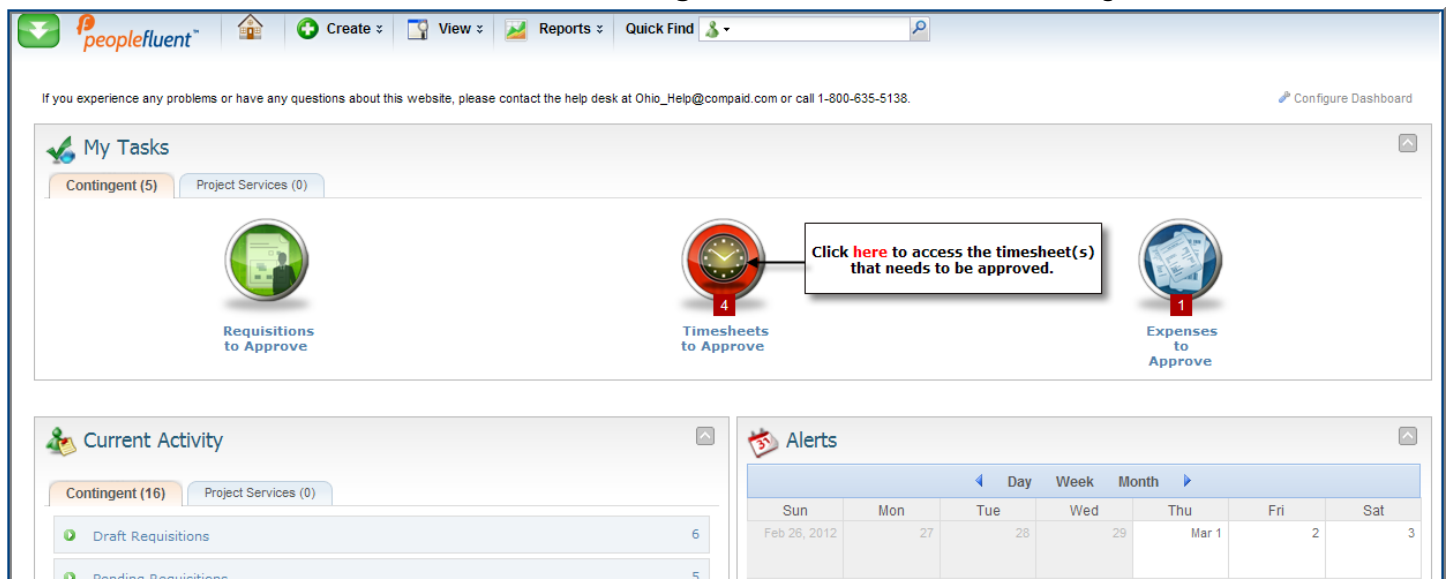 peoplefluent™ Create View Reports Quick Find
If you experience any problems or have any questions about this website, please contact the help desk at Ohio_Help@compaid.com or call 1-800-635-5138. Configure Dashboard
My Tasks
Contingent (5) Project Services (0)
Click here to access the timesheet(s)
that needs to be approved.
4
1
Requisitions
to Approve
Timesheets
to Approve
Expenses
to
Approve
Current Activity
Contingent (16) Project Services (0)
Draft Requisitions 6
Pending Requisitions 5
31 Alerts
Day Week Month
Sun Mon Tue Wed Thu Fri Sat
Feb 26, 2012 27 28 29 Mar 1 2 3